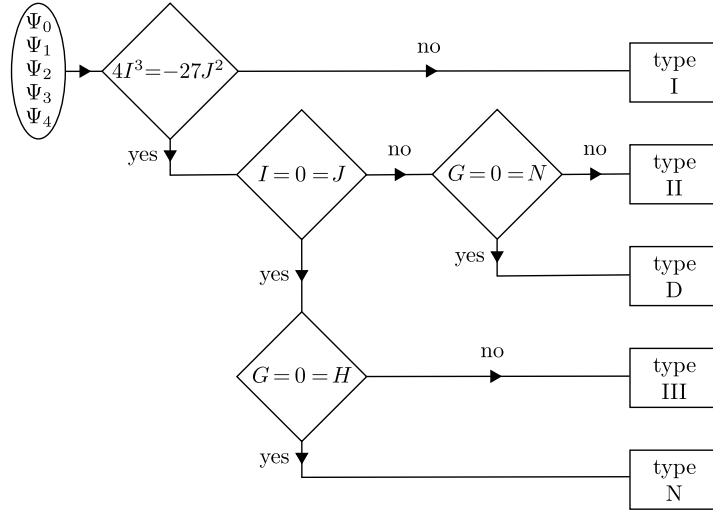 Ψ₀
Ψ₁
Ψ₂
Ψ₃
Ψ₄
4I³=−27J²
no
type
I
yes
I = 0 = J
no
G = 0 = N
no
type
II
yes
yes
type
D
G = 0 = H
no
type
III
yes
type
N